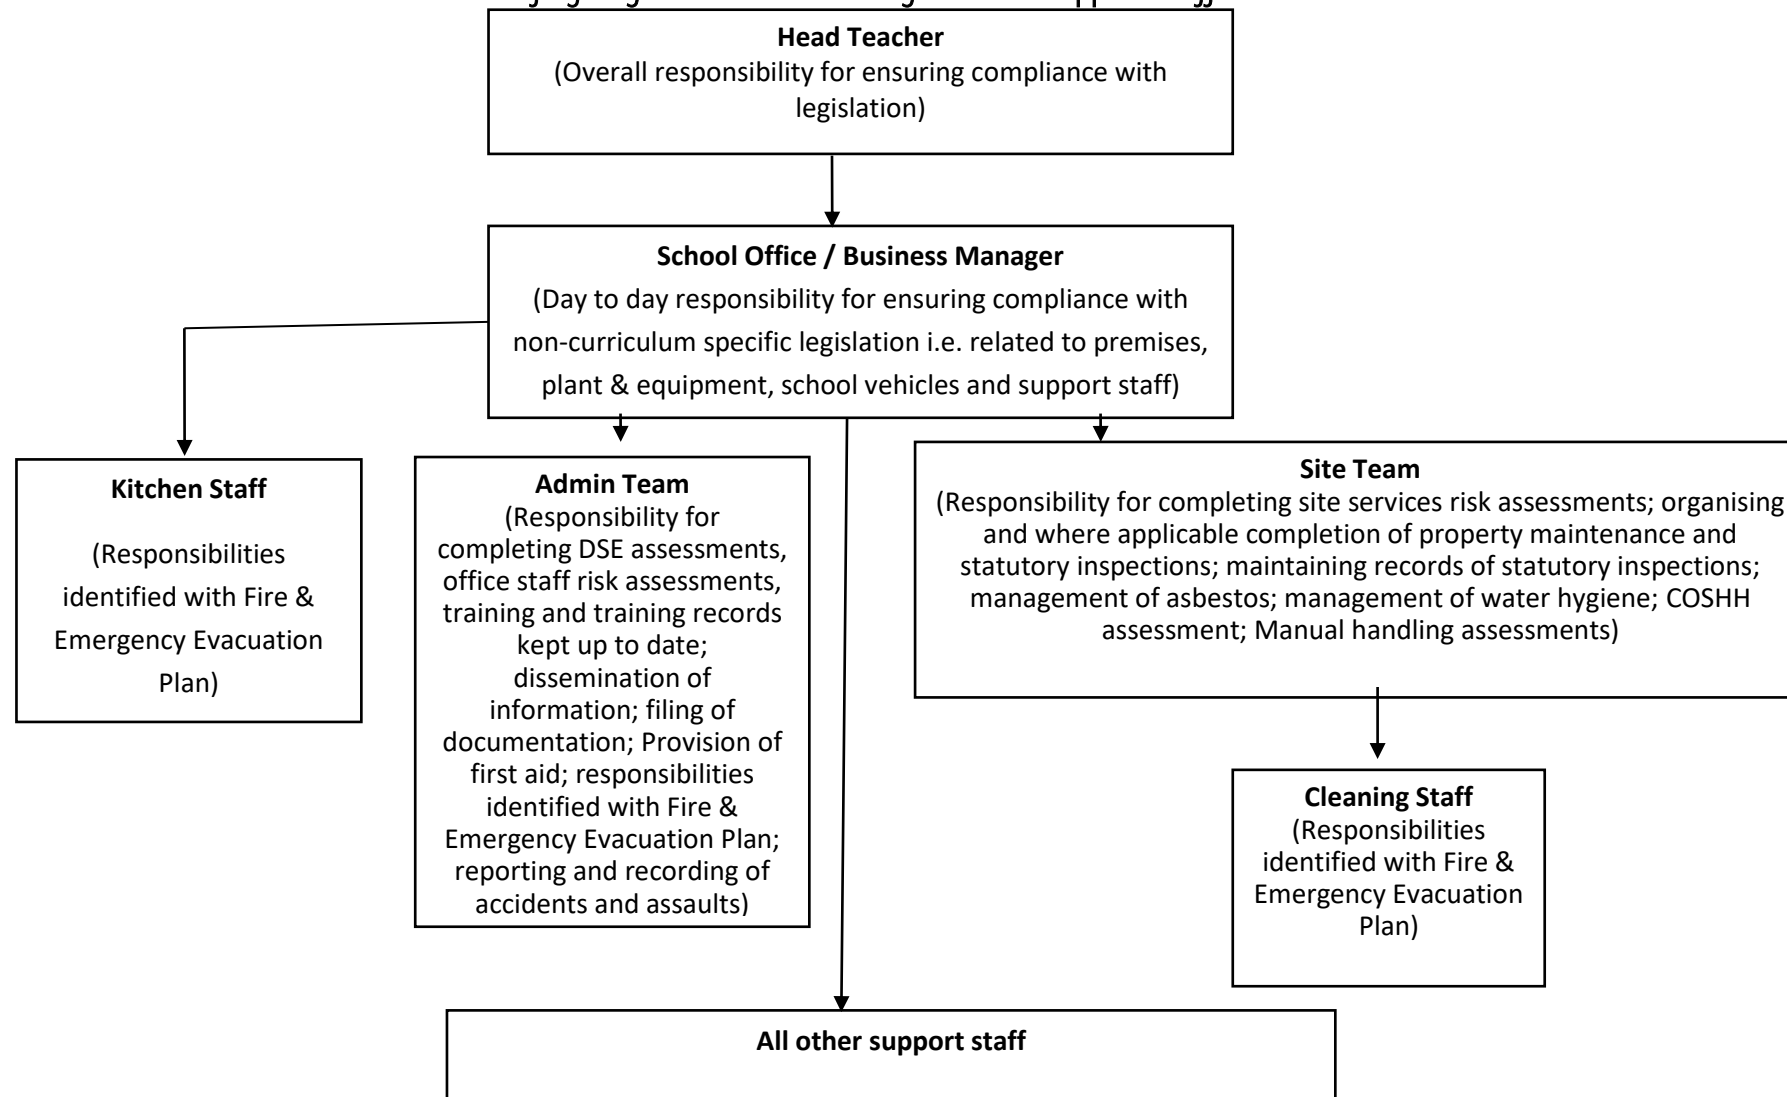 Head Teacher
(Overall responsibility for ensuring compliance with
legislation)
School Office / Business Manager
(Day to day responsibility for ensuring compliance with
non-curriculum specific legislation i.e. related to premises,
plant & equipment, school vehicles and support staff)
Kitchen Staff
(Responsibilities
identified with Fire &
Emergency Evacuation
Plan)
Admin Team
(Responsibility for
completing DSE assessments,
office staff risk assessments,
training and training records
kept up to date;
dissemination of
information; filing of
documentation; Provision of
first aid; responsibilities
identified with Fire &
Emergency Evacuation Plan;
reporting and recording of
accidents and assaults)
Site Team
(Responsibility for completing site services risk assessments; organising
and where applicable completion of property maintenance and
statutory inspections; maintaining records of statutory inspections;
management of asbestos; management of water hygiene; COSHH
assessment; Manual handling assessments)
Cleaning Staff
(Responsibilities
identified with Fire &
Emergency Evacuation
Plan)
All other support staff